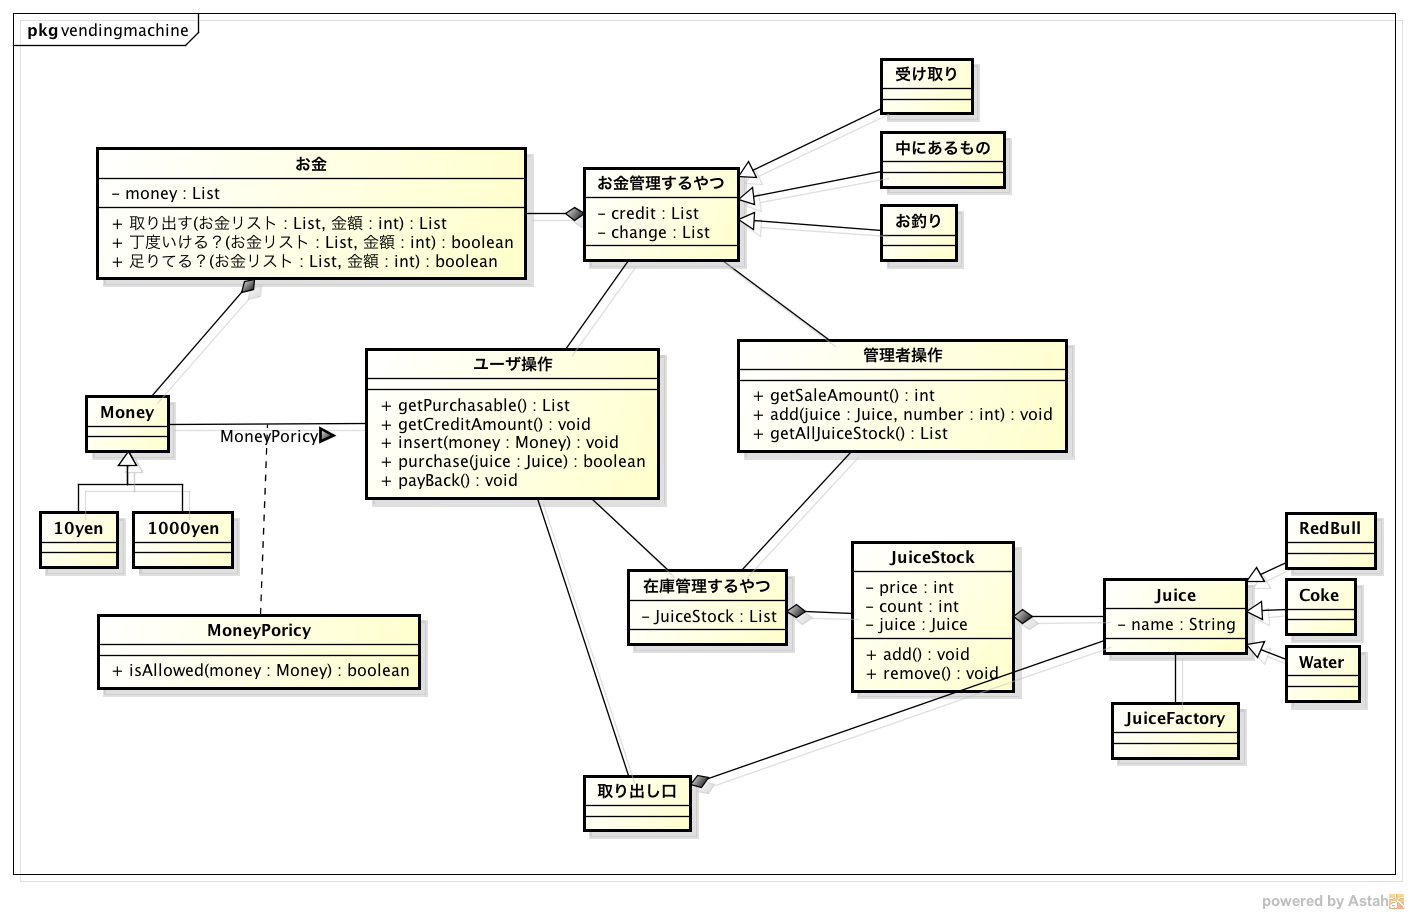 pkg vendingmachine
受け取り
中にあるもの
お釣り
お金
- money : List
+ 取り出す(お金リスト : List, 金額 : int) : List
+ 丁度いける？(お金リスト : List, 金額 : int) : boolean
+ 足りてる？(お金リスト : List, 金額 : int) : boolean
お金管理するやつ
- credit : List
- change : List
ユーザ操作
+ getPurchasable() : List
+ getCreditAmount() : void
+ insert(money : Money) : void
+ purchase(juice : Juice) : boolean
+ payBack() : void
管理者操作
+ getSaleAmount() : int
+ add(juice : Juice, number : int) : void
+ getAllJuiceStock() : List
Money
MoneyPoricy
10yen
1000yen
MoneyPoricy
+ isAllowed(money : Money) : boolean
在庫管理するやつ
- JuiceStock : List
JuiceStock
- price : int
- count : int
- juice : Juice
+ add() : void
+ remove() : void
Juice
- name : String
RedBull
Coke
Water
JuiceFactory
取り出し口
powered by Astah